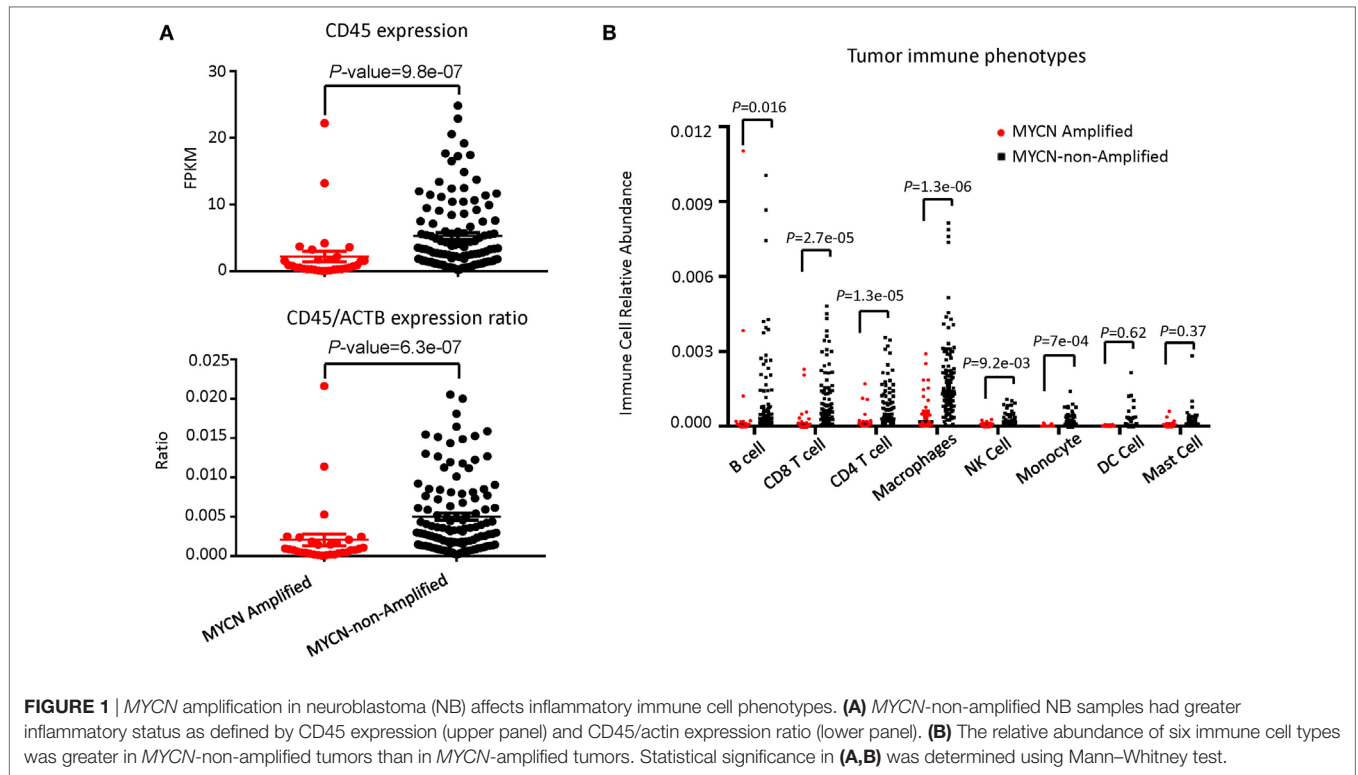 A
CD45 expression
P-value=9.8e-07
30
20
10
0
FPKM
CD45/ACTB expression ratio
P-value=6.3e-07
0.025
0.020
0.015
0.010
0.005
0.000
Ratio
MYCN Amplified
MYCN-non-Amplified
B
Tumor immune phenotypes
MYCN Amplified
MYCN-non-Amplified
P=0.016
P=2.7e-05
P=1.3e-05
P=1.3e-06
P=9.2e-03
P=7e-04
P=0.62
P=0.37
0.012
0.009
0.006
0.003
0.000
Immune Cell Relative Abundance
B cell
CD8 T cell
CD4 T cell
Macrophages
NK Cell
Monocyte
DC Cell
Mast Cell
FIGURE 1 | MYCN amplification in neuroblastoma (NB) affects inflammatory immune cell phenotypes. (A) MYCN-non-amplified NB samples had greater
inflammatory status as defined by CD45 expression (upper panel) and CD45/actin expression ratio (lower panel). (B) The relative abundance of six immune cell types
was greater in MYCN-non-amplified tumors than in MYCN-amplified tumors. Statistical significance in (A,B) was determined using Mann–Whitney test.